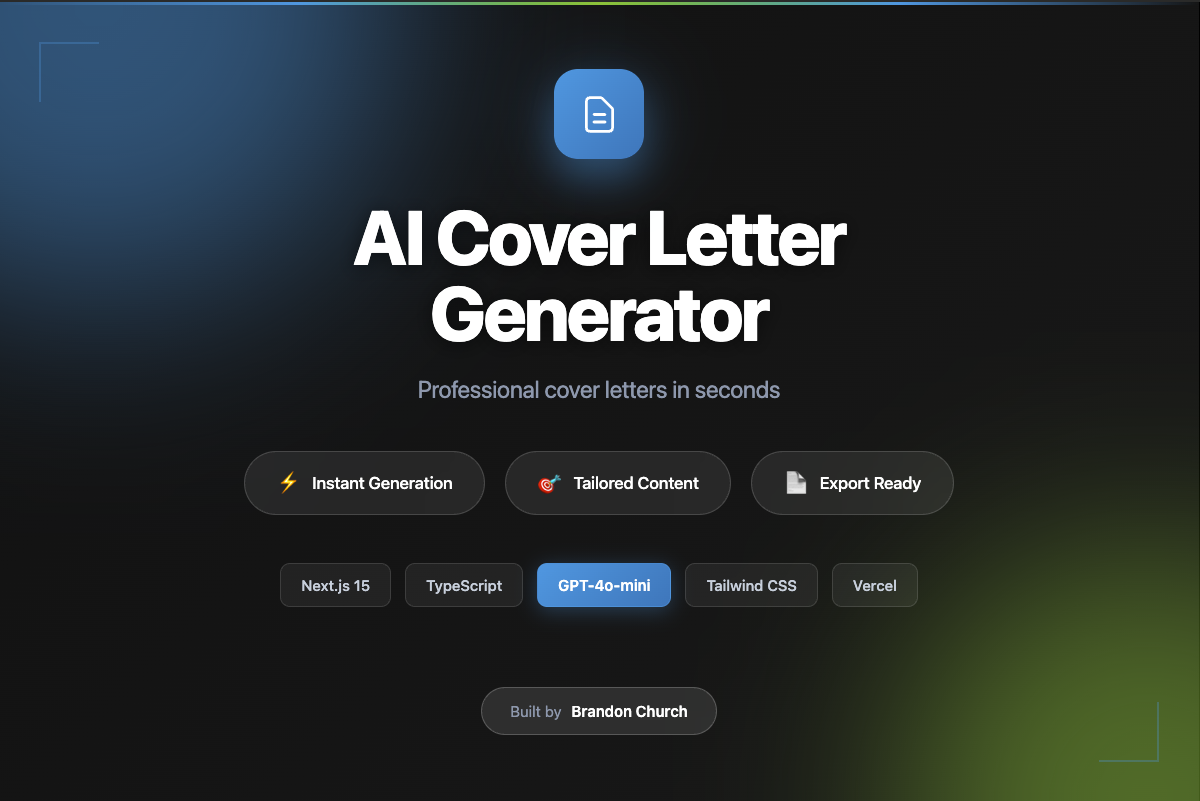 AI Cover Letter
Generator
Professional cover letters in seconds
Instant Generation
Tailored Content
Export Ready
Next.js 15
TypeScript
GPT-4o-mini
Tailwind CSS
Vercel
Built by Brandon Church